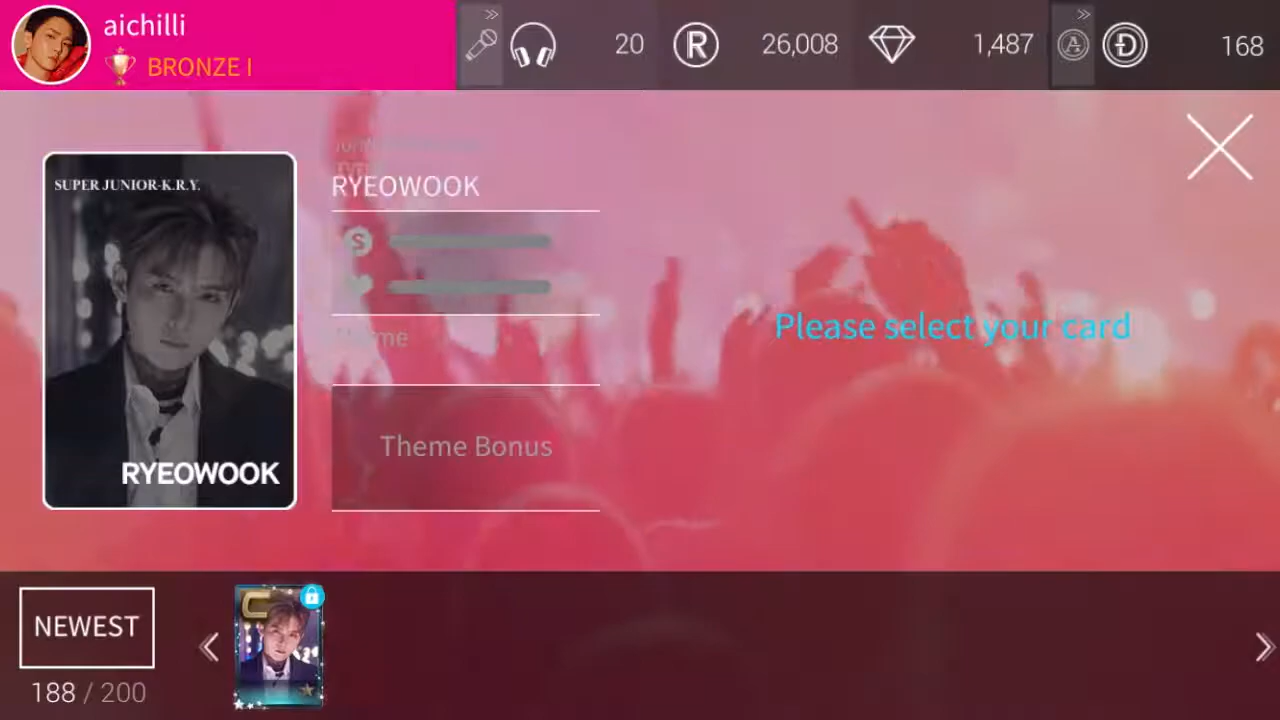 aichilli
BRONZE I
20
R
26,008
1,487
A
Đ
168
SUPER JUNIOR-K.R.Y.
RYEOWOOK
RYEOWOOK
S
Please select your card
Theme Bonus
NEWEST
188 / 200
C